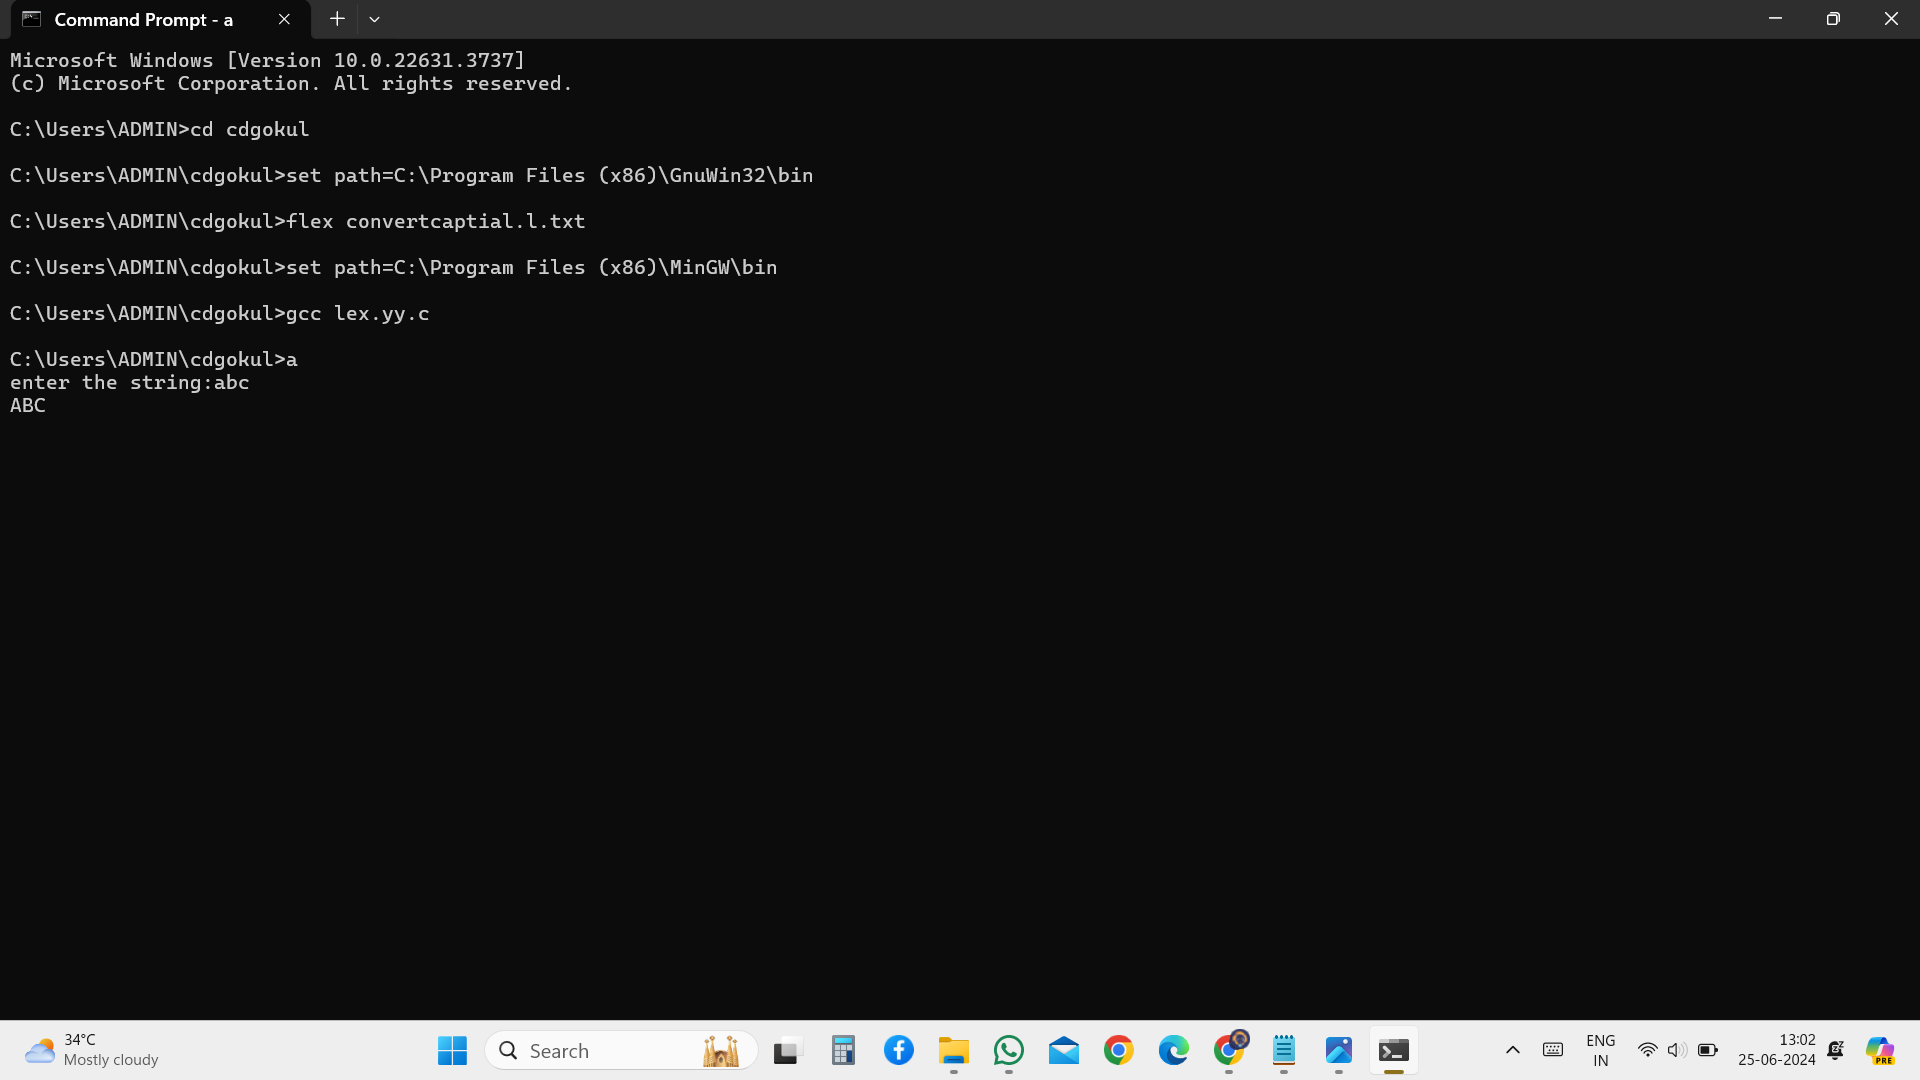 Command Prompt - a
Microsoft Windows [Version 10.0.22631.3737]
(c) Microsoft Corporation. All rights reserved.
C:\Users\ADMIN>cd cdgokul
C:\Users\ADMIN\cdgokul>set path=C:\Program Files (x86)\GnuWin32\bin
C:\Users\ADMIN\cdgokul>flex convertcaptial.l.txt
C:\Users\ADMIN\cdgokul>set path=C:\Program Files (x86)\MinGW\bin
C:\Users\ADMIN\cdgokul>gcc lex.yy.c
C:\Users\ADMIN\cdgokul>a
enter the string:abc
ABC
34°C
Mostly cloudy
Search
ENG
IN
13:02
25-06-2024
PRE